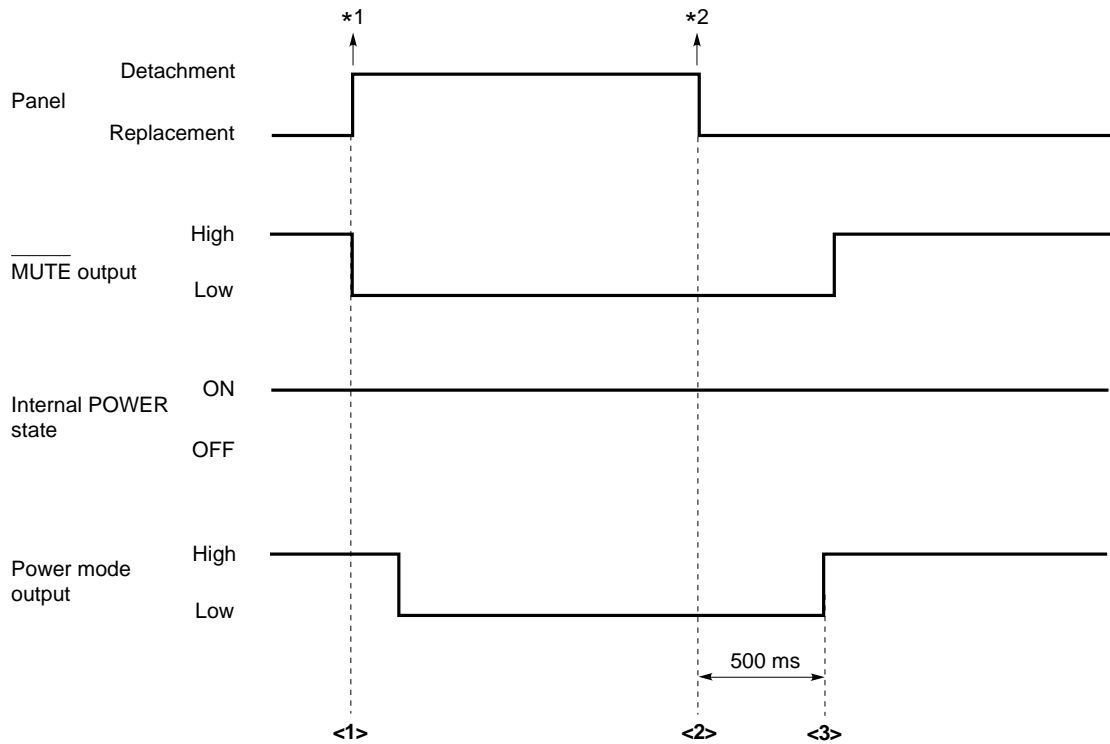 *1
*2
Detachment
Panel
Replacement
High
MUTE output
Low
ON
Internal POWER
state
OFF
High
Power mode
output
Low
500 ms
<1>
<2>
<3>